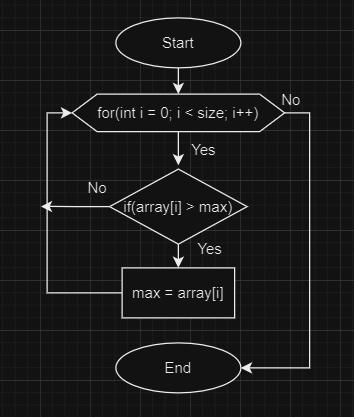 Start
for(int i = 0; i < size; i++)
No
Yes
No
if(array[i] > max)
Yes
max = array[i]
End